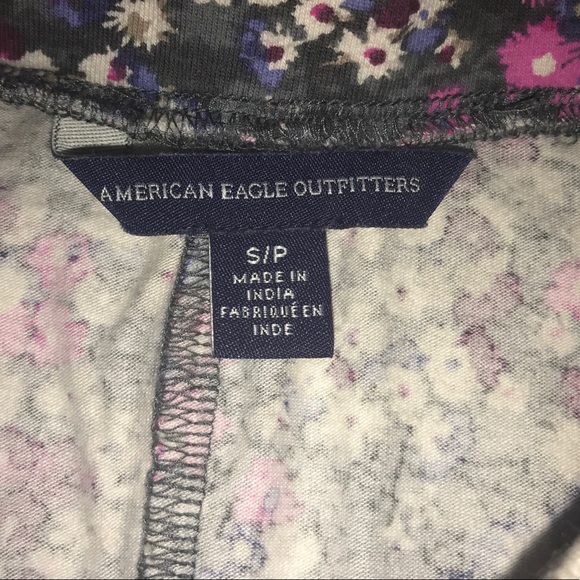 AMERICAN EAGLE OUTFITTERS
S/P
MADE IN
INDIA
FABRIQUÉ EN
INDE